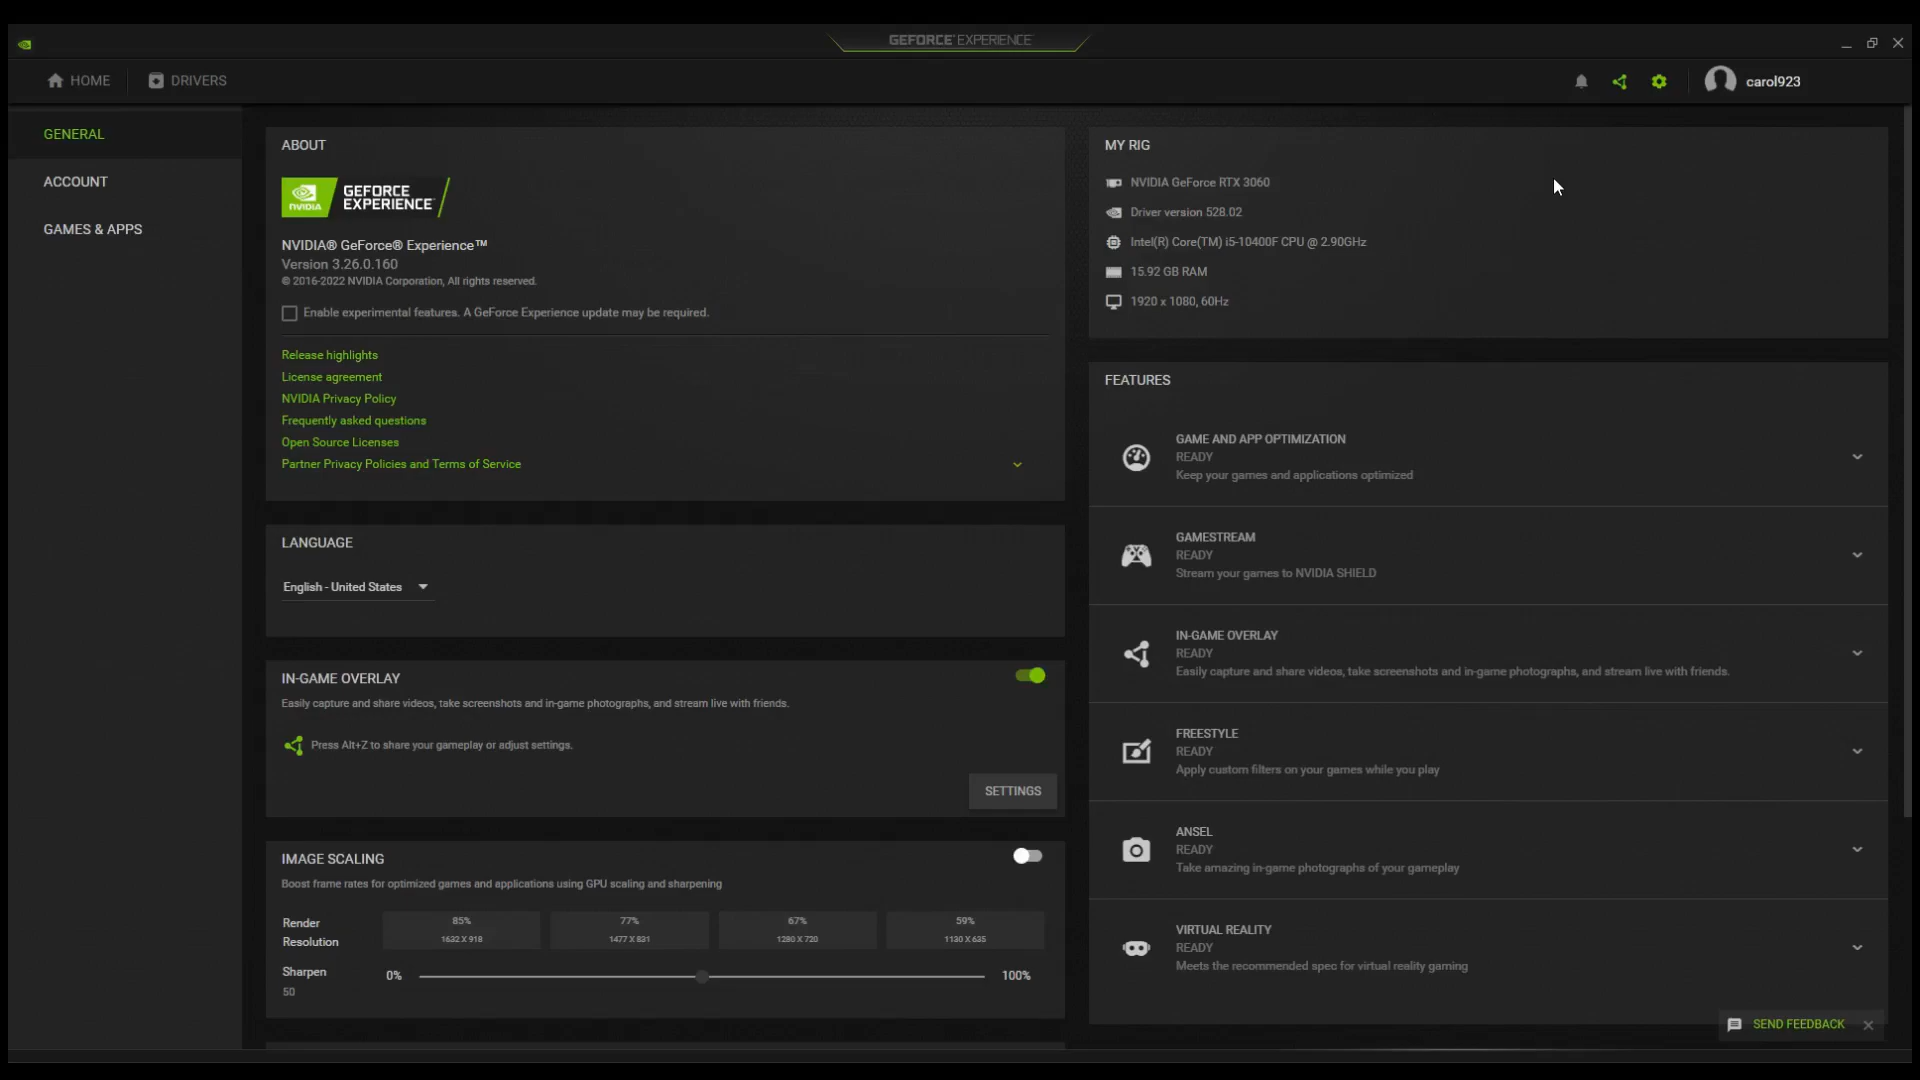 GEFORCE EXPERIENCE
HOME
DRIVERS
carol923
GENERAL
ACCOUNT
GAMES & APPS
ABOUT
NVIDIA
GEFORCE
EXPERIENCE
NVIDIA® GeForce® Experience™
Version 3.26.0.160
© 2016-2022 NVIDIA Corporation, All rights reserved.
Enable experimental features. A GeForce Experience update may be required.
Release highlights
License agreement
NVIDIA Privacy Policy
Frequently asked questions
Open Source Licenses
Partner Privacy Policies and Terms of Service
LANGUAGE
English - United States
IN-GAME OVERLAY
Easily capture and share videos, take screenshots and in-game photographs, and stream live with friends.
Press Alt+Z to share your gameplay or adjust settings.
SETTINGS
IMAGE SCALING
Boost frame rates for optimized games and applications using GPU scaling and sharpening
Render
Resolution
85%
1632 X 918
77%
1477 X 831
67%
1280 X 720
59%
1130 X 635
Sharpen
50
0%
100%
MY RIG
NVIDIA GeForce RTX 3060
Driver version 528.02
Intel(R) Core(TM) i5-10400F CPU @ 2.90GHz
15.92 GB RAM
1920 x 1080, 60Hz
FEATURES
GAME AND APP OPTIMIZATION
READY
Keep your games and applications optimized
GAMESTREAM
READY
Stream your games to NVIDIA SHIELD
IN-GAME OVERLAY
READY
Easily capture and share videos, take screenshots and in-game photographs, and stream live with friends.
FREESTYLE
READY
Apply custom filters on your games while you play
ANSEL
READY
Take amazing in-game photographs of your gameplay
VIRTUAL REALITY
READY
Meets the recommended spec for virtual reality gaming
SEND FEEDBACK